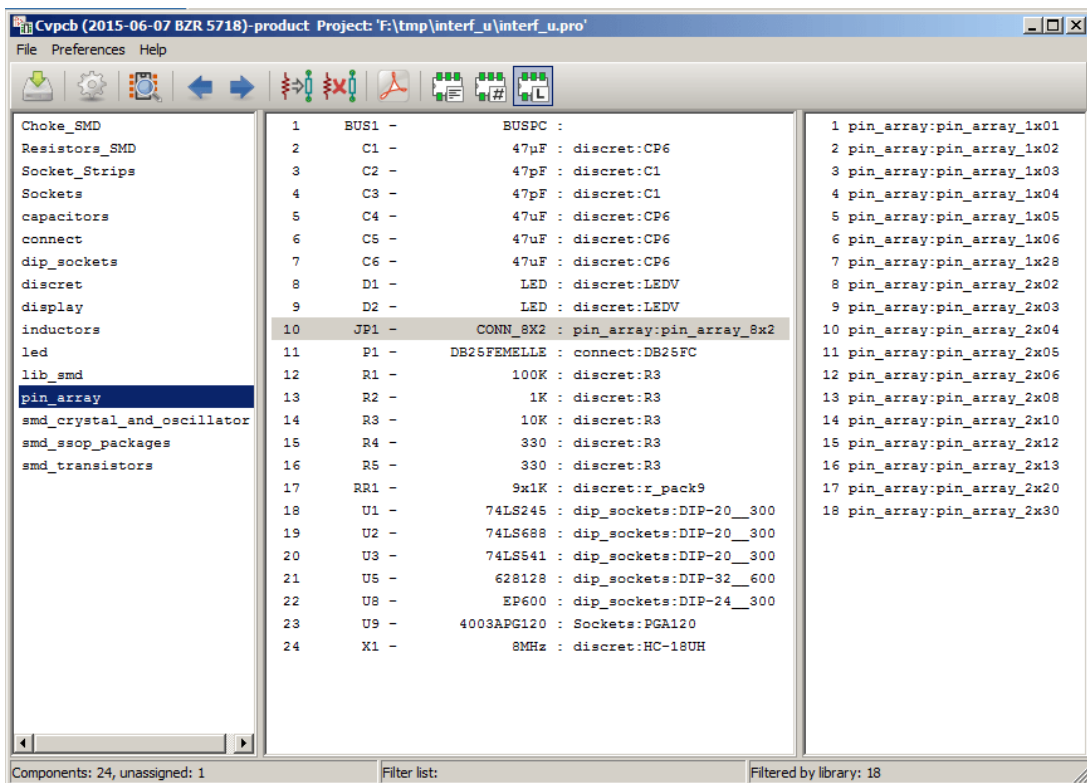 Cvpcb (2015-06-07 BZR 5718)-product Project: 'F:\tmp\interf_u\interf_u.pro'
File Preferences Help
Choke_SMD
Resistors_SMD
Socket_Strips
Sockets
capacitors
connect
dip_sockets
discret
display
inductors
led
lib_smd
pin_array
smd_crystal_and_oscillator
smd_ssop_packages
smd_transistors
1 BUS1 - BUSPC :
2 C1 - 47µF : discret:CP6
3 C2 - 47pF : discret:C1
4 C3 - 47pF : discret:C1
5 C4 - 47uF : discret:CP6
6 C5 - 47uF : discret:CP6
7 C6 - 47uF : discret:CP6
8 D1 - LED : discret:LEDV
9 D2 - LED : discret:LEDV
10 JP1 - CONN_8X2 : pin_array:pin_array_8x2
11 P1 - DB25FEMELLE : connect:DB25FC
12 R1 - 100K : discret:R3
13 R2 - 1K : discret:R3
14 R3 - 10K : discret:R3
15 R4 - 330 : discret:R3
16 R5 - 330 : discret:R3
17 RR1 - 9x1K : discret:r_pack9
18 U1 - 74LS245 : dip_sockets:DIP-20__300
19 U2 - 74LS688 : dip_sockets:DIP-20__300
20 U3 - 74LS541 : dip_sockets:DIP-20__300
21 U5 - 628128 : dip_sockets:DIP-32__600
22 U8 - EP600 : dip_sockets:DIP-24__300
23 U9 - 4003APG120 : Sockets:PGA120
24 X1 - 8MHz : discret:HC-18UH
1 pin_array:pin_array_1x01
2 pin_array:pin_array_1x02
3 pin_array:pin_array_1x03
4 pin_array:pin_array_1x04
5 pin_array:pin_array_1x05
6 pin_array:pin_array_1x06
7 pin_array:pin_array_1x28
8 pin_array:pin_array_2x02
9 pin_array:pin_array_2x03
10 pin_array:pin_array_2x04
11 pin_array:pin_array_2x05
12 pin_array:pin_array_2x06
13 pin_array:pin_array_2x08
14 pin_array:pin_array_2x10
15 pin_array:pin_array_2x12
16 pin_array:pin_array_2x13
17 pin_array:pin_array_2x20
18 pin_array:pin_array_2x30
Components: 24, unassigned: 1
Filter list:
Filtered by library: 18